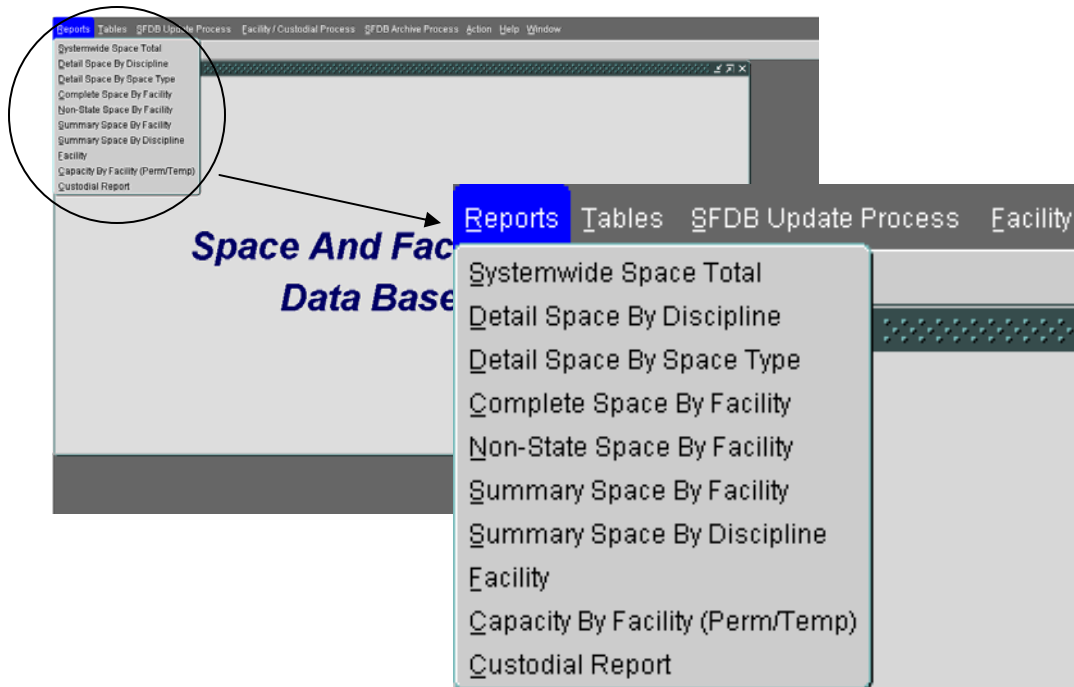 Reports Tables SFDB Update Process Facility / Custodial Process SFDB Archive Process Action Help Window
Systemwide Space Total
Detail Space By Discipline
Detail Space By Space Type
Complete Space By Facility
Non-State Space By Facility
Summary Space By Facility
Summary Space By Discipline
Facility
Capacity By Facility (Perm/Temp)
Custodial Report
Space And Fac
Data Base
Reports Tables SFDB Update Process Facility
Systemwide Space Total
Detail Space By Discipline
Detail Space By Space Type
Complete Space By Facility
Non-State Space By Facility
Summary Space By Facility
Summary Space By Discipline
Facility
Capacity By Facility (Perm/Temp)
Custodial Report